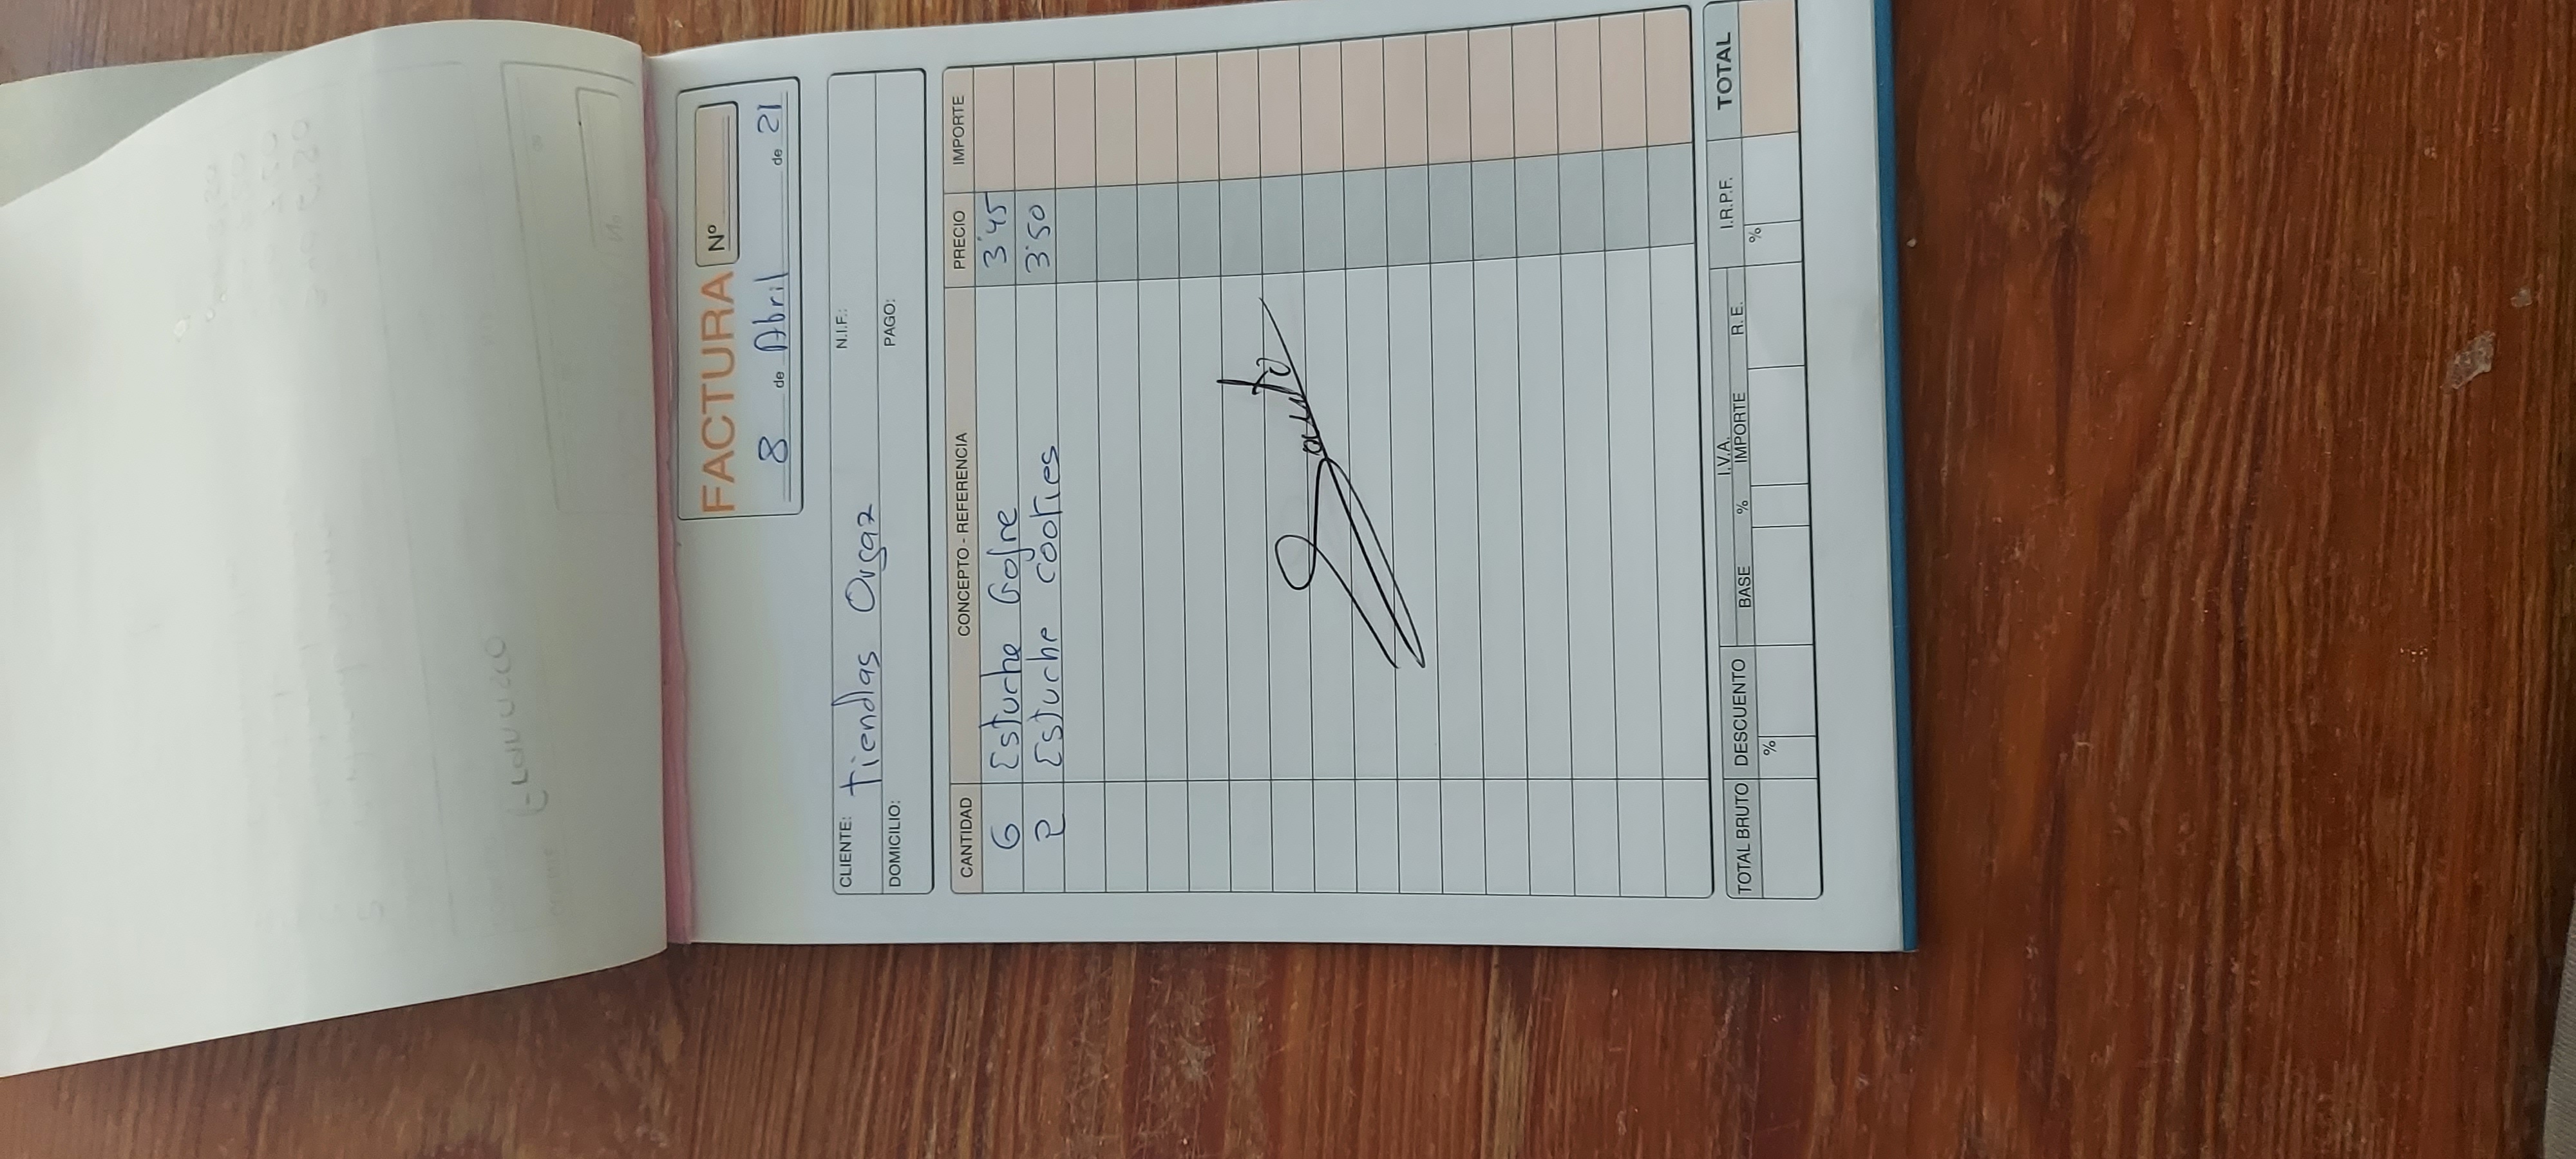 FACTURA Nº
8 de Abril de 21
CLIENTE: Tiendas Orgaz N.I.F.:
DOMICILIO: PAGO:
CANTIDAD CONCEPTO - REFERENCIA PRECIO IMPORTE
6 Estuche Gofre 3'45
2 Estuche cookies 3'50
TOTAL BRUTO DESCUENTO I.V.A. R.E. I.R.P.F. TOTAL
BASE % IMPORTE
% %